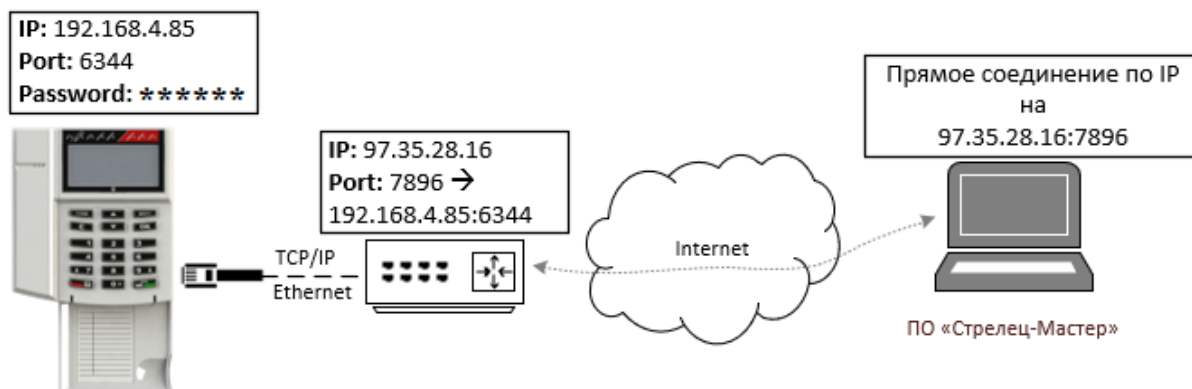 IP: 192.168.4.85
Port: 6344
Password: ******
IP: 97.35.28.16
Port: 7896 →
192.168.4.85:6344
TCP/IP
Ethernet
Internet
Прямое соединение по IP
на
97.35.28.16:7896
ПО «Стрелец-Мастер»